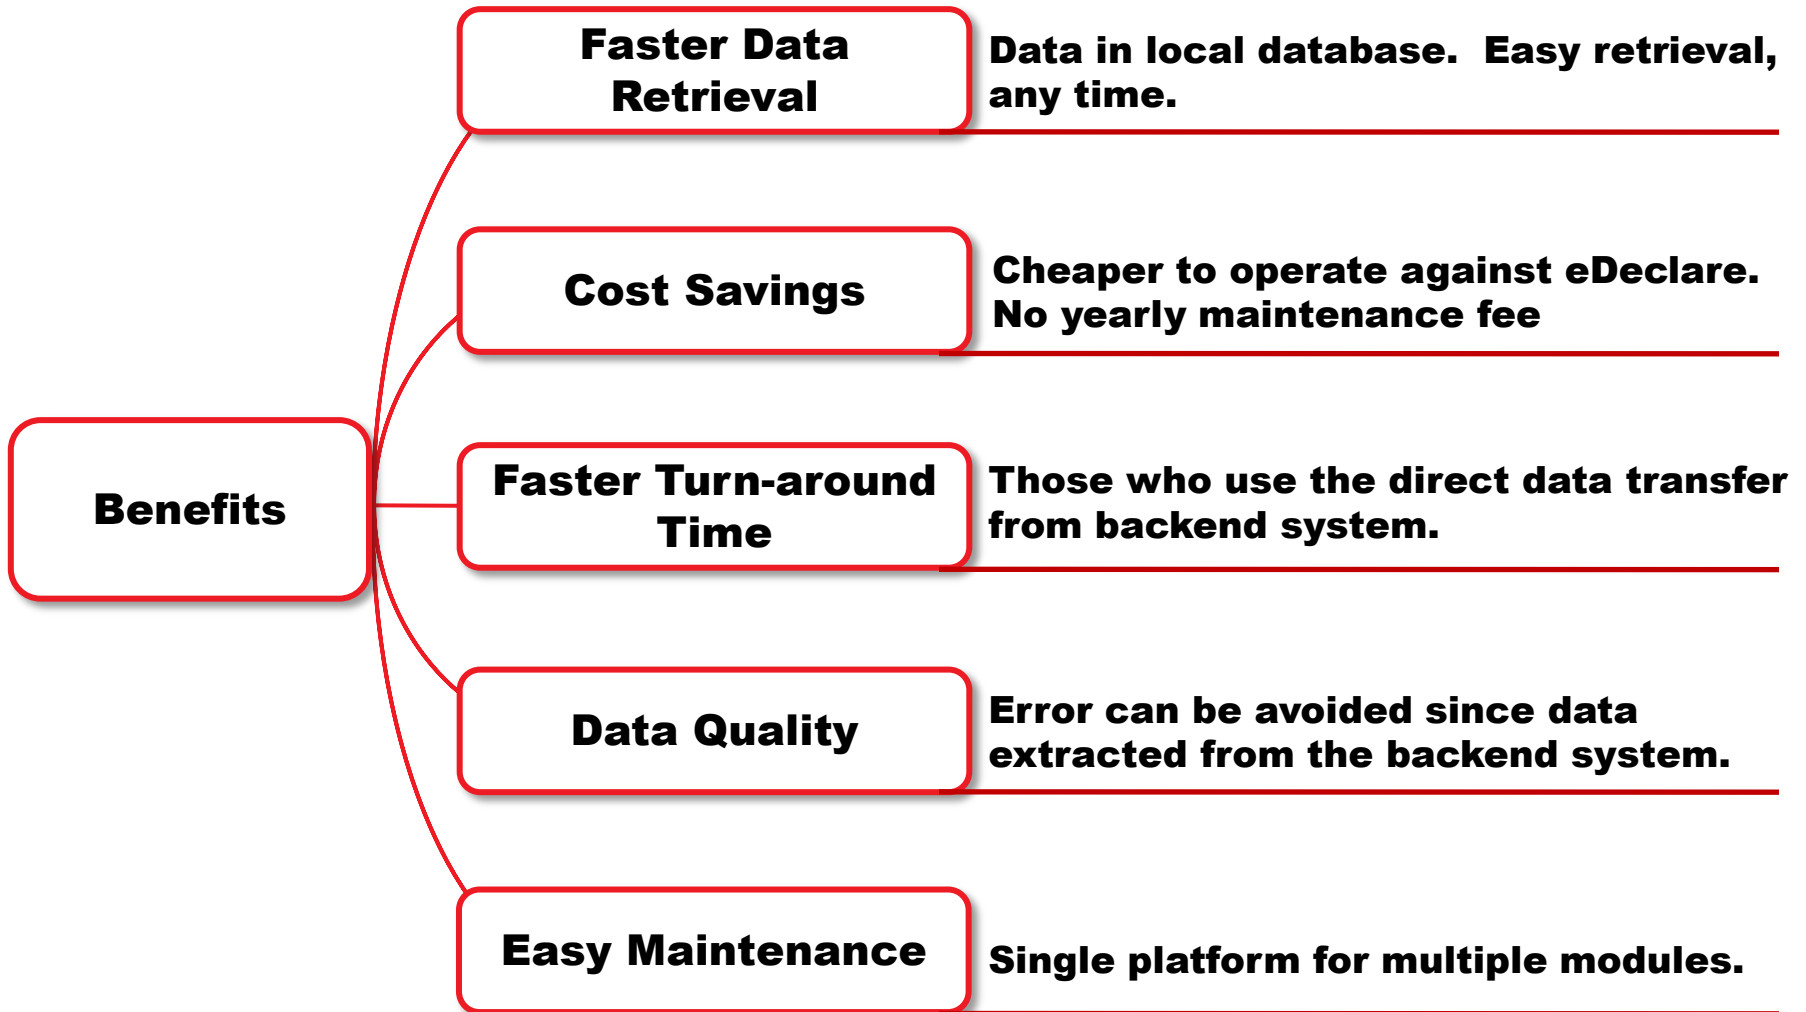 Faster Data
Retrieval
Data in local database.  Easy retrieval,
any time.
Cost Savings
Cheaper to operate against eDeclare.
No yearly maintenance fee
Benefits
Faster Turn-around
Time
Those who use the direct data transfer
from backend system.
Data Quality
Error can be avoided since data
extracted from the backend system.
Easy Maintenance
Single platform for multiple modules.